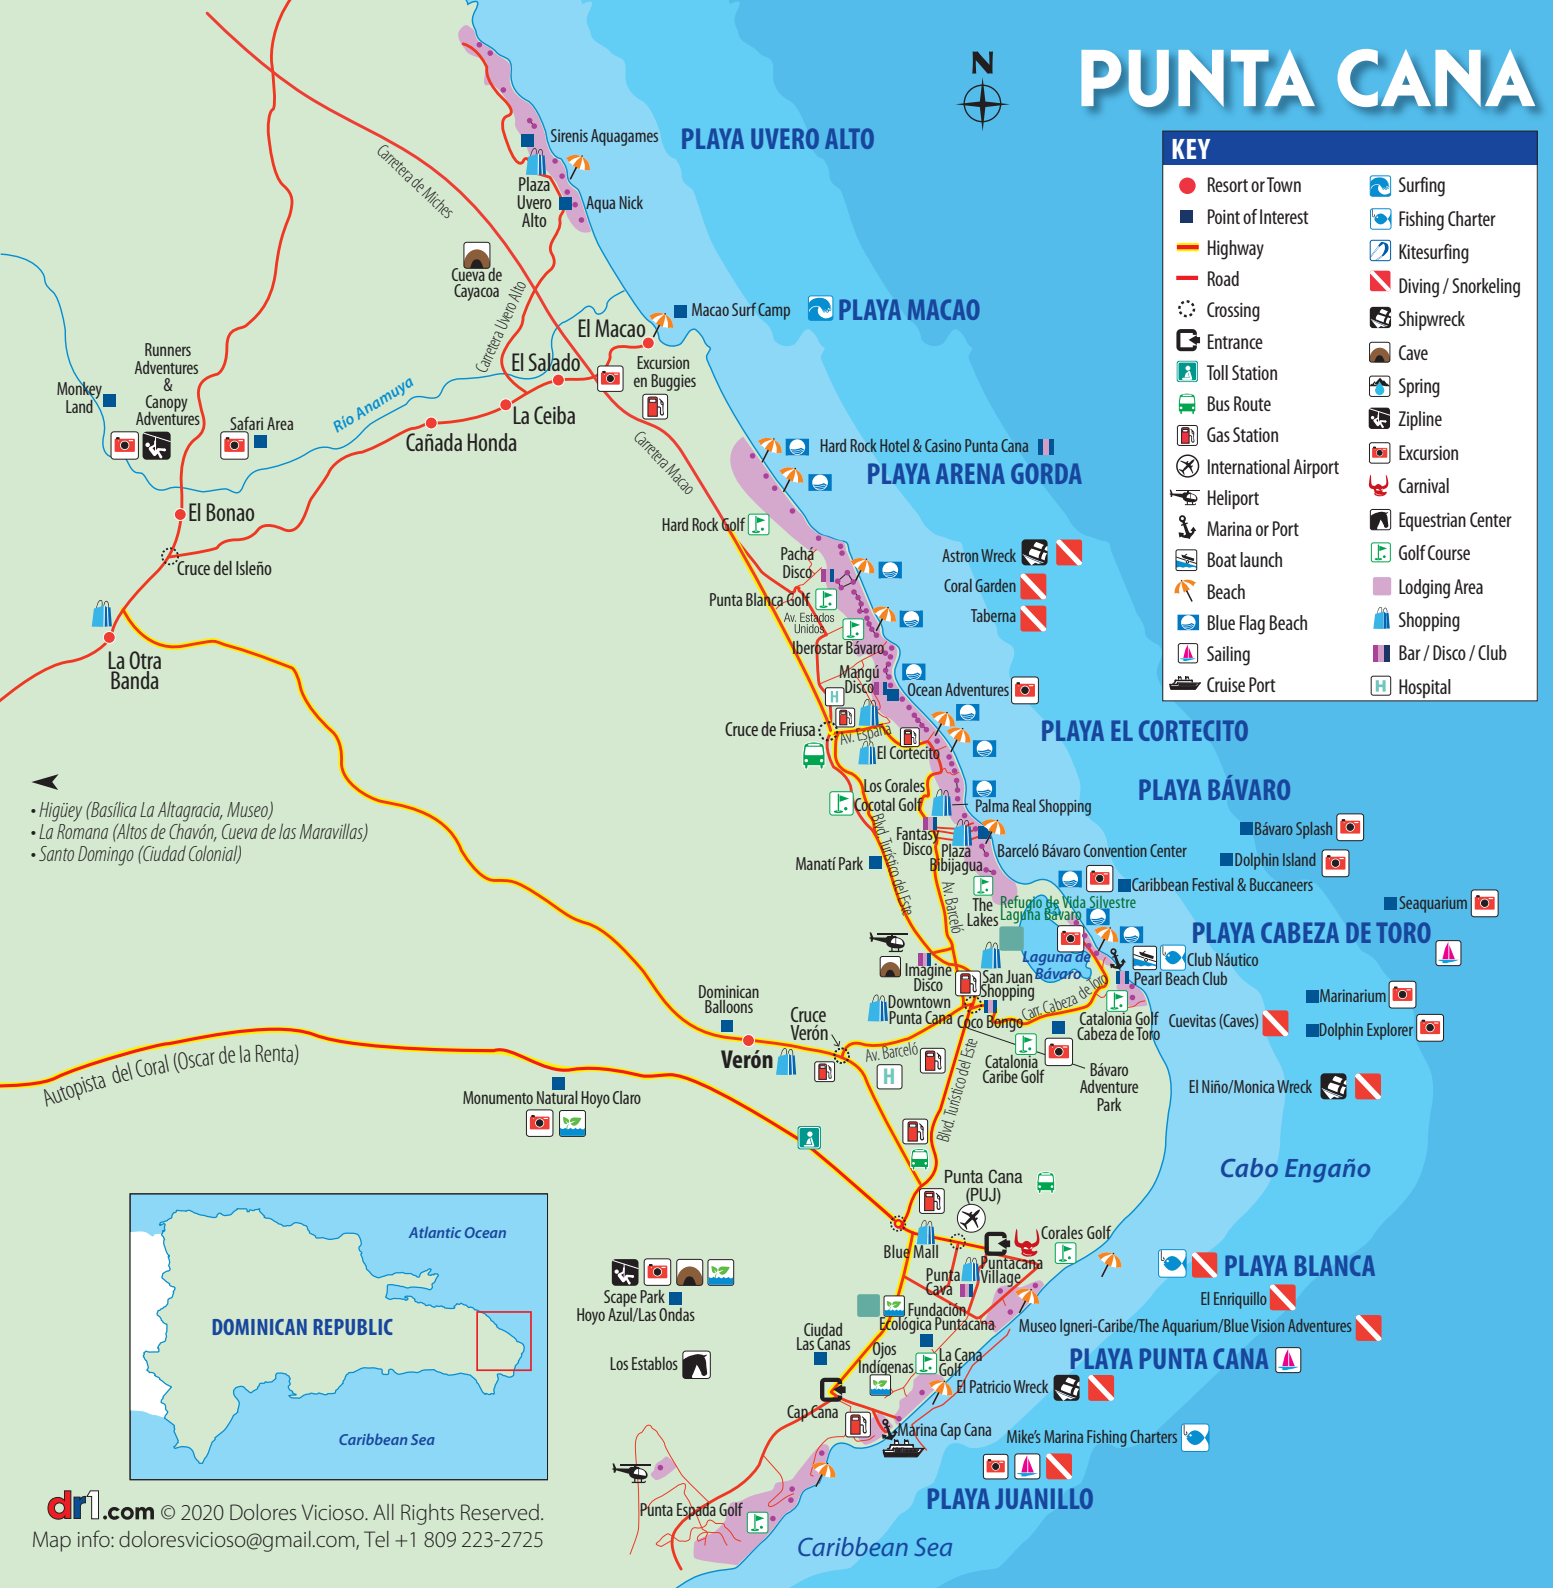 PUNTA CANA
N
KEY
Resort or Town
Point of Interest
Highway
Road
Crossing
Entrance
Toll Station
Bus Route
Gas Station
International Airport
Heliport
Marina or Port
Boat launch
Beach
Blue Flag Beach
Sailing
Cruise Port
Surfing
Fishing Charter
Kitesurfing
Diving / Snorkeling
Shipwreck
Cave
Spring
Zipline
Excursion
Carnival
Equestrian Center
Golf Course
Lodging Area
Shopping
Bar / Disco / Club
H Hospital
Sirenis Aquagames
PLAYA UVERO ALTO
Carretera de Miches
Plaza
Uvero
Alto
Aqua Nick
Cueva de
Cayacoa
Carretera Uvero Alto
Macao Surf Camp
PLAYA MACAO
El Macao
Excursion
en Buggies
El Salado
La Ceiba
Cañada Honda
Río Anamuya
Runners
Adventures
&
Canopy
Adventures
Monkey
Land
Safari Area
El Bonao
Cruce del Isleño
La Otra
Banda
Carretera Macao
Hard Rock Hotel & Casino Punta Cana
PLAYA ARENA GORDA
Hard Rock Golf
Pachá
Disco
Astron Wreck
Coral Garden
Taberna
Punta Blanca Golf
Av. Estados
Unidos
Iberostar Bávaro
Mangú
Disco
Ocean Adventures
H
Cruce de Friusa
Av. España
El Cortecito
PLAYA EL CORTECITO
Los Corales
Cocotal Golf
Palma Real Shopping
PLAYA BÁVARO
Fantasy
Disco
Plaza
Bibijagua
Barceló Bávaro Convention Center
Bávaro Splash
Dolphin Island
Caribbean Festival & Buccaneers
Seaquarium
Manatí Park
Blvd. Turístico del Este
Av. Barceló
The
Lakes
Refugio de Vida Silvestre
Laguna Bávaro
PLAYA CABEZA DE TORO
Laguna de
Bávaro
Club Náutico
Pearl Beach Club
Imagine
Disco
San Juan
Shopping
Downtown
Punta Cana
Coco Bongo
Carr. Cabeza de Toro
Catalonia Golf
Cabeza de Toro
Marinarium
Cuevitas (Caves)
Dolphin Explorer
Dominican
Balloons
Cruce
Verón
Verón
Av. Barceló
H
Catalonia
Caribe Golf
Bávaro
Adventure
Park
El Niño/Monica Wreck
Blvd. Turístico del Este
• Higüey (Basílica La Altagracia, Museo)
• La Romana (Altos de Chavón, Cueva de las Maravillas)
• Santo Domingo (Ciudad Colonial)
Autopista del Coral (Oscar de la Renta)
Monumento Natural Hoyo Claro
Cabo Engaño
Punta Cana
(PUJ)
Blue Mall
Corales Golf
Puntacana
Village
Punta
Cava
PLAYA BLANCA
El Enriquillo
Scape Park
Hoyo Azul/Las Ondas
Fundación
Ecológica Puntacana
Museo Igneri-Caribe/The Aquarium/Blue Vision Adventures
Ciudad
Las Canas
Ojos
Indígenas
La Cana
Golf
PLAYA PUNTA CANA
Los Establos
El Patricio Wreck
Cap Cana
Marina Cap Cana
Mike's Marina Fishing Charters
PLAYA JUANILLO
Punta Espada Golf
Caribbean Sea
Atlantic Ocean
DOMINICAN REPUBLIC
Caribbean Sea
dr1.com © 2020 Dolores Vicioso. All Rights Reserved.
Map info: doloresvicioso@gmail.com, Tel +1 809 223-2725